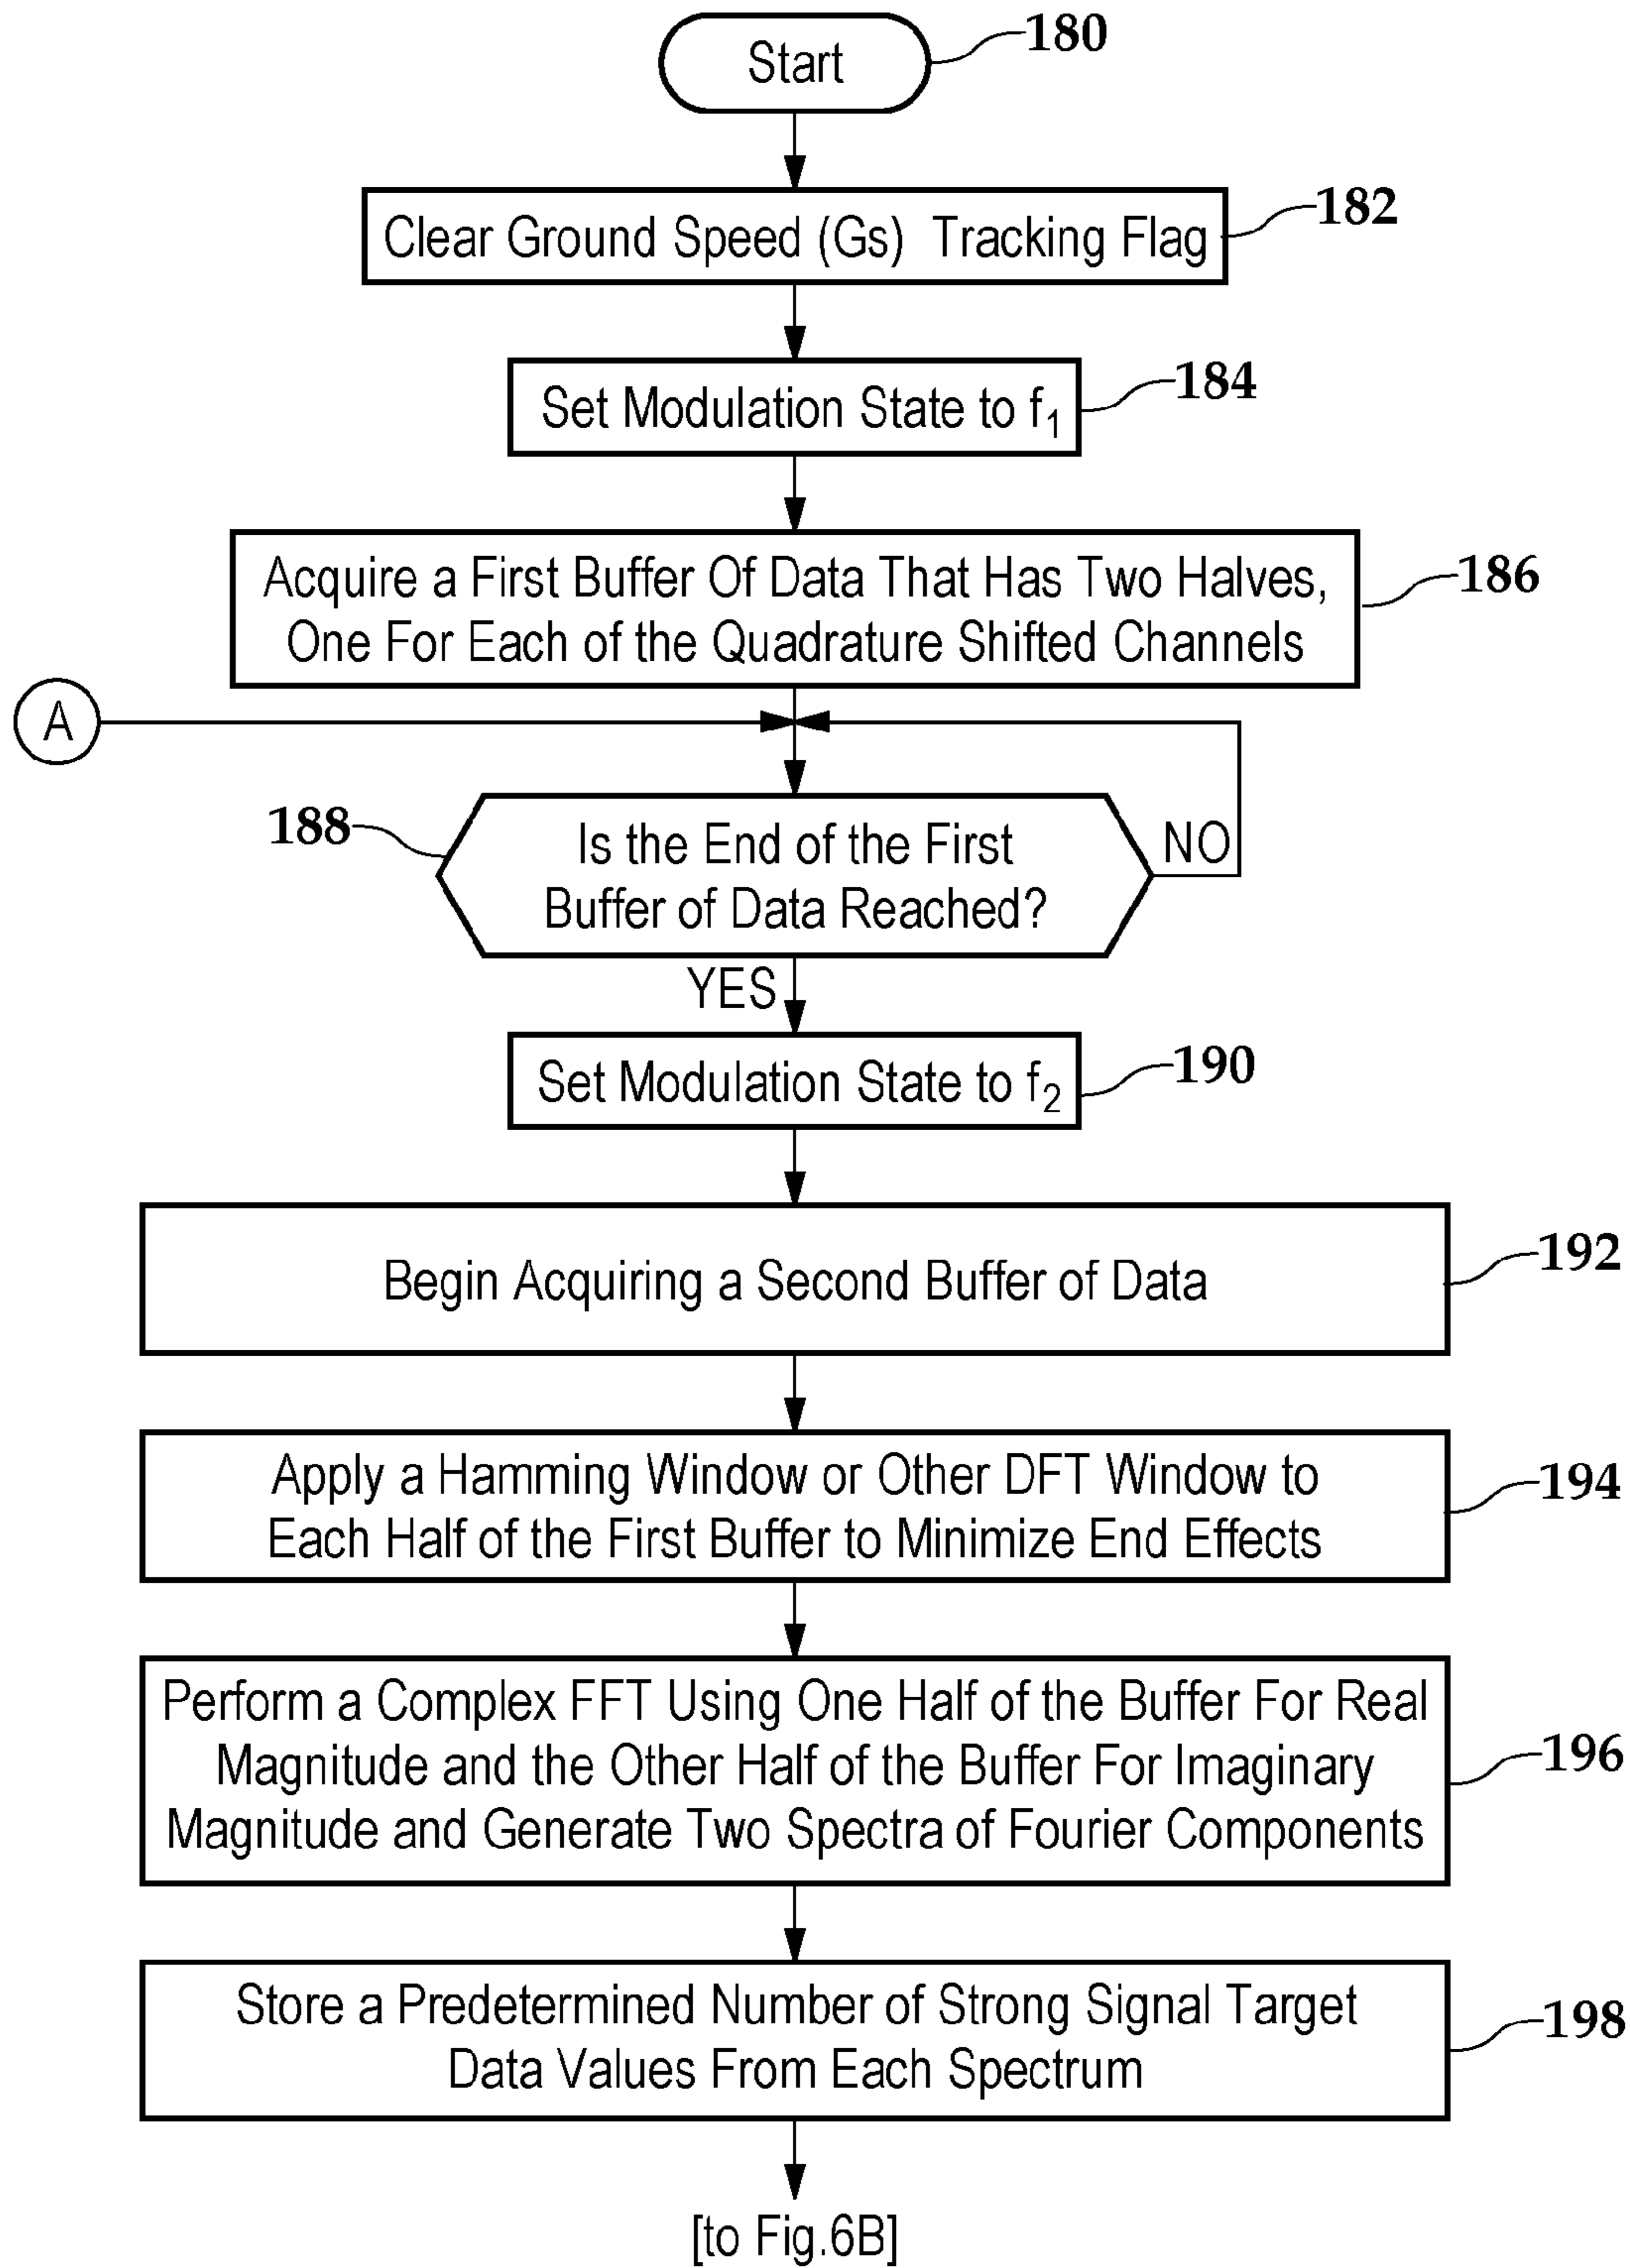 Start
180
Clear Ground Speed (Gs) Tracking Flag
182
Set Modulation State to f₁
184
Acquire a First Buffer Of Data That Has Two Halves,
One For Each of the Quadrature Shifted Channels
186
A
188
Is the End of the First
Buffer of Data Reached?
NO
YES
Set Modulation State to f₂
190
Begin Acquiring a Second Buffer of Data
192
Apply a Hamming Window or Other DFT Window to
Each Half of the First Buffer to Minimize End Effects
194
Perform a Complex FFT Using One Half of the Buffer For Real
Magnitude and the Other Half of the Buffer For Imaginary
Magnitude and Generate Two Spectra of Fourier Components
196
Store a Predetermined Number of Strong Signal Target
Data Values From Each Spectrum
198
[to Fig.6B]